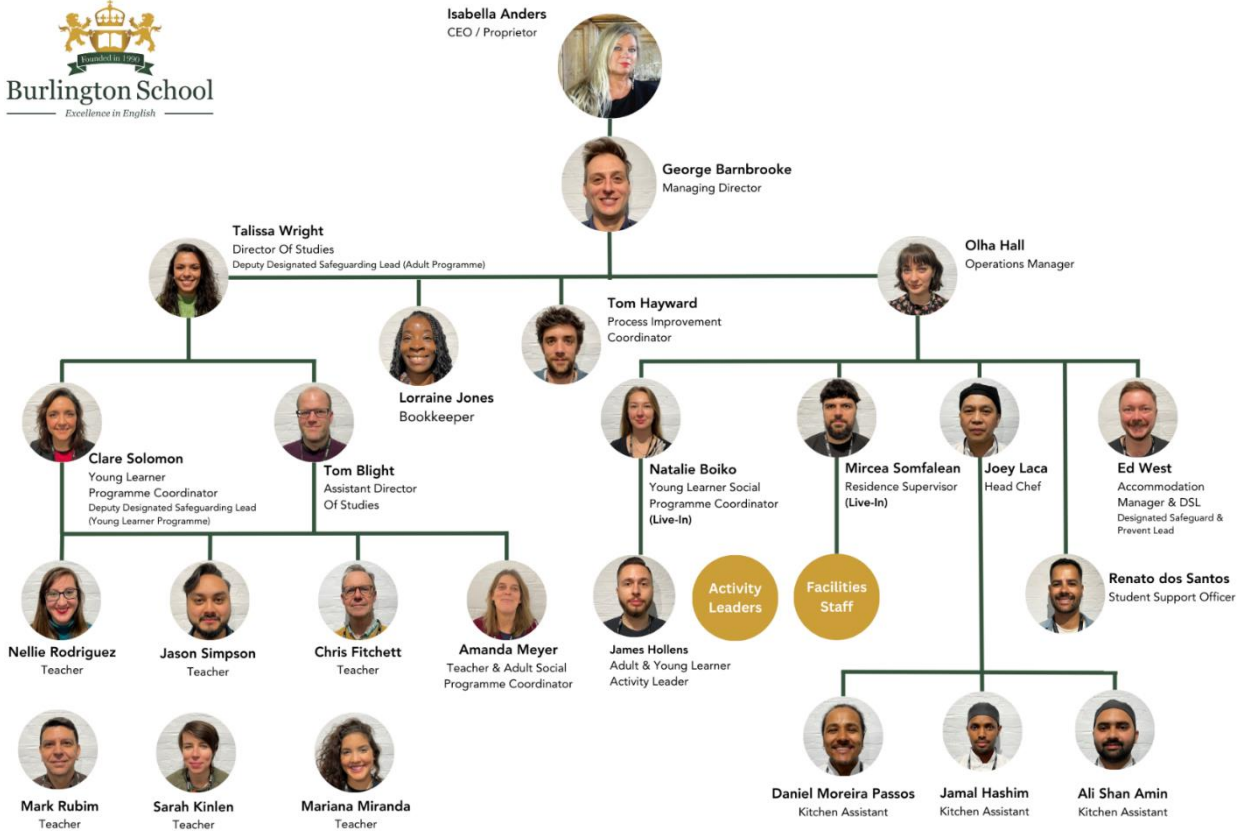 Founded in 1990
Burlington School
Excellence in English
Isabella Anders
CEO / Proprietor
George Barnbrooke
Managing Director
Talissa Wright
Director Of Studies
Deputy Designated Safeguarding Lead (Adult Programme)
Olha Hall
Operations Manager
Lorraine Jones
Bookkeeper
Tom Hayward
Process Improvement
Coordinator
Clare Solomon
Young Learner
Programme Coordinator
Deputy Designated Safeguarding Lead
(Young Learner Programme)
Tom Blight
Assistant Director
Of Studies
Natalie Boiko
Young Learner Social
Programme Coordinator
(Live-In)
Mircea Somfalean
Residence Supervisor
(Live-In)
Joey Laca
Head Chef
Ed West
Accommodation
Manager & DSL
Designated Safeguard &
Prevent Lead
Nellie Rodriguez
Teacher
Jason Simpson
Teacher
Chris Fitchett
Teacher
Amanda Meyer
Teacher & Adult Social
Programme Coordinator
James Hollens
Adult & Young Learner
Activity Leader
Activity
Leaders
Facilities
Staff
Renato dos Santos
Student Support Officer
Mark Rubim
Teacher
Sarah Kinlen
Teacher
Mariana Miranda
Teacher
Daniel Moreira Passos
Kitchen Assistant
Jamal Hashim
Kitchen Assistant
Ali Shan Amin
Kitchen Assistant